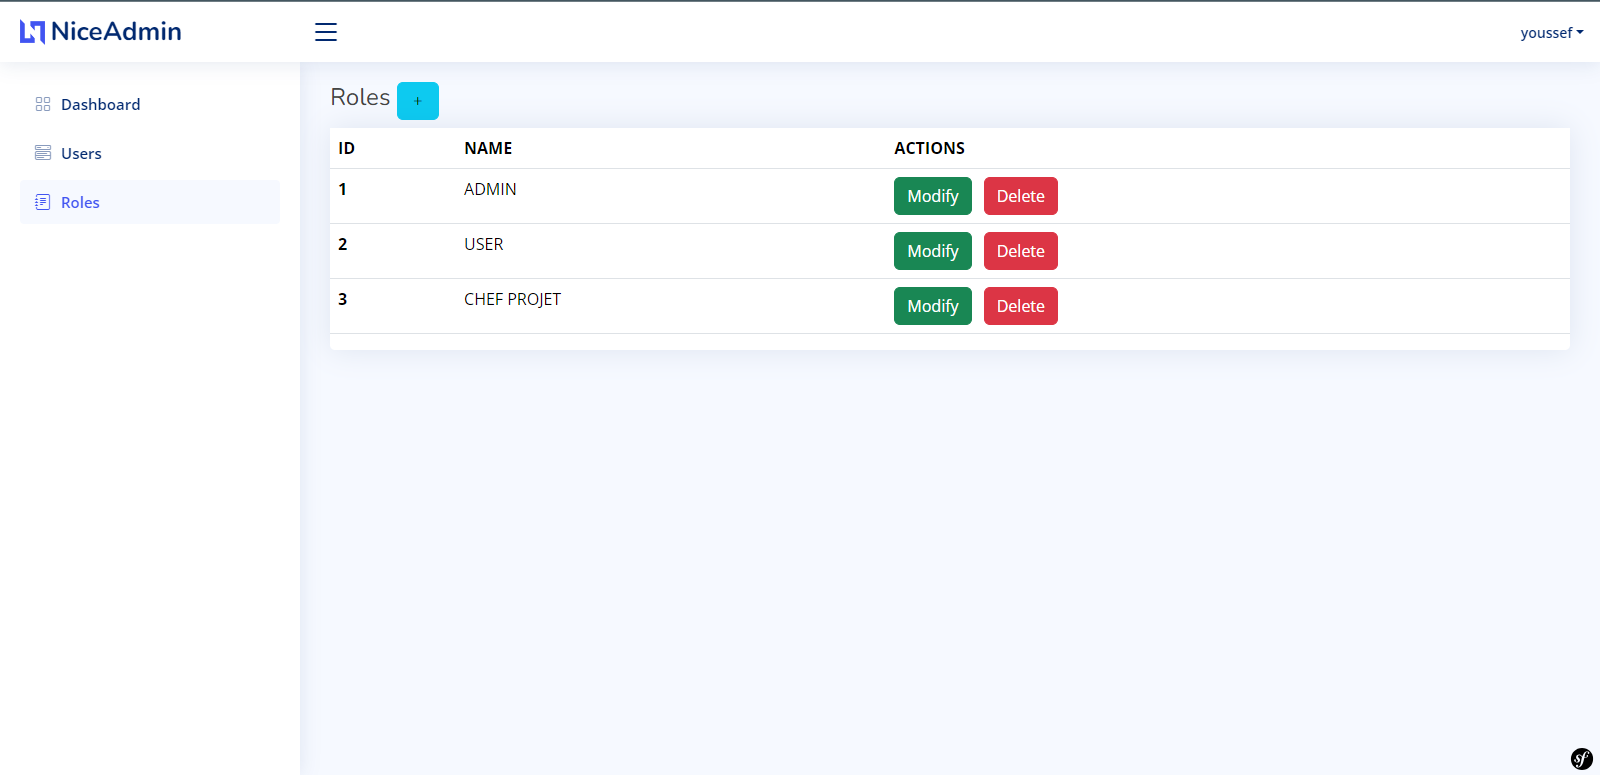 NiceAdmin
youssef
Dashboard
Users
Roles
Roles +
ID NAME ACTIONS
1 ADMIN Modify Delete
2 USER Modify Delete
3 CHEF PROJET Modify Delete
sf